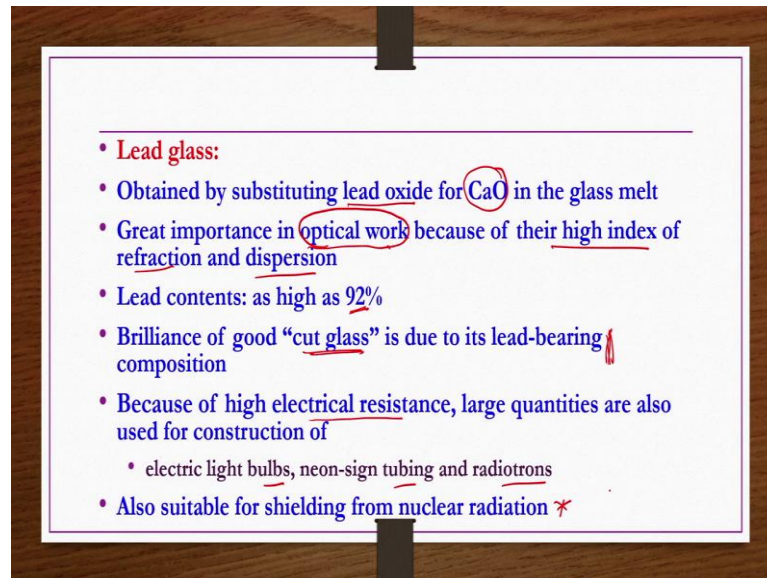 • Lead glass:
• Obtained by substituting lead oxide for CaO in the glass melt
• Great importance in optical work because of their high index of
refraction and dispersion
• Lead contents: as high as 92%
• Brilliance of good “cut glass” is due to its lead-bearing
composition
• Because of high electrical resistance, large quantities are also
used for construction of
• electric light bulbs, neon-sign tubing and radiotrons
• Also suitable for shielding from nuclear radiation *